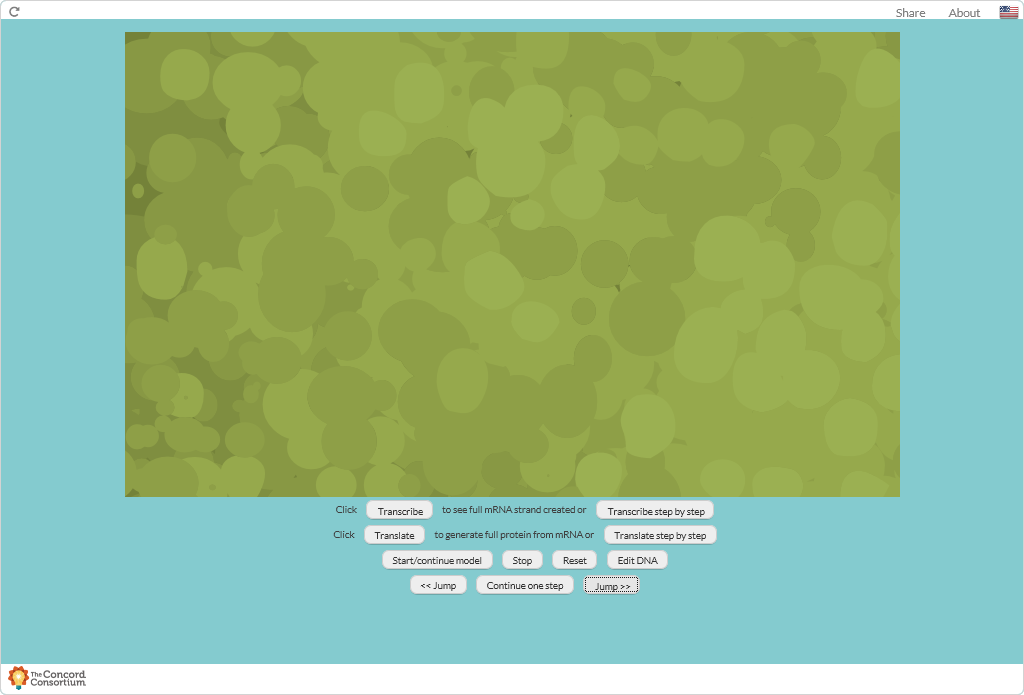 Share About
Click Transcribe to see full mRNA strand created or Transcribe step by step
Click Translate to generate full protein from mRNA or Translate step by step
Start/continue model Stop Reset Edit DNA
<< Jump Continue one step Jump >>
The Concord
Consortium